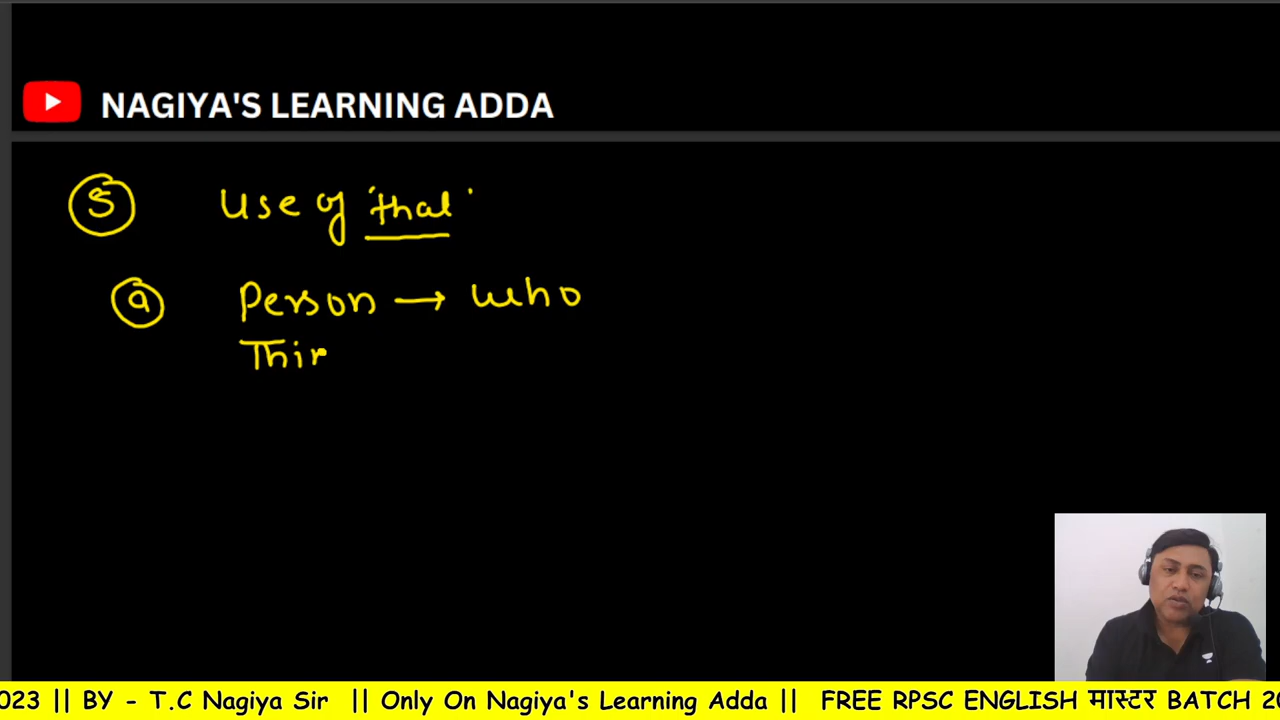 NAGIYA'S LEARNING ADDA
5 Use of 'that'
a Person → who
Thin
023 || BY - T.C Nagiya Sir || Only On Nagiya's Learning Adda || FREE RPSC ENGLISH मास्टर BATCH 20